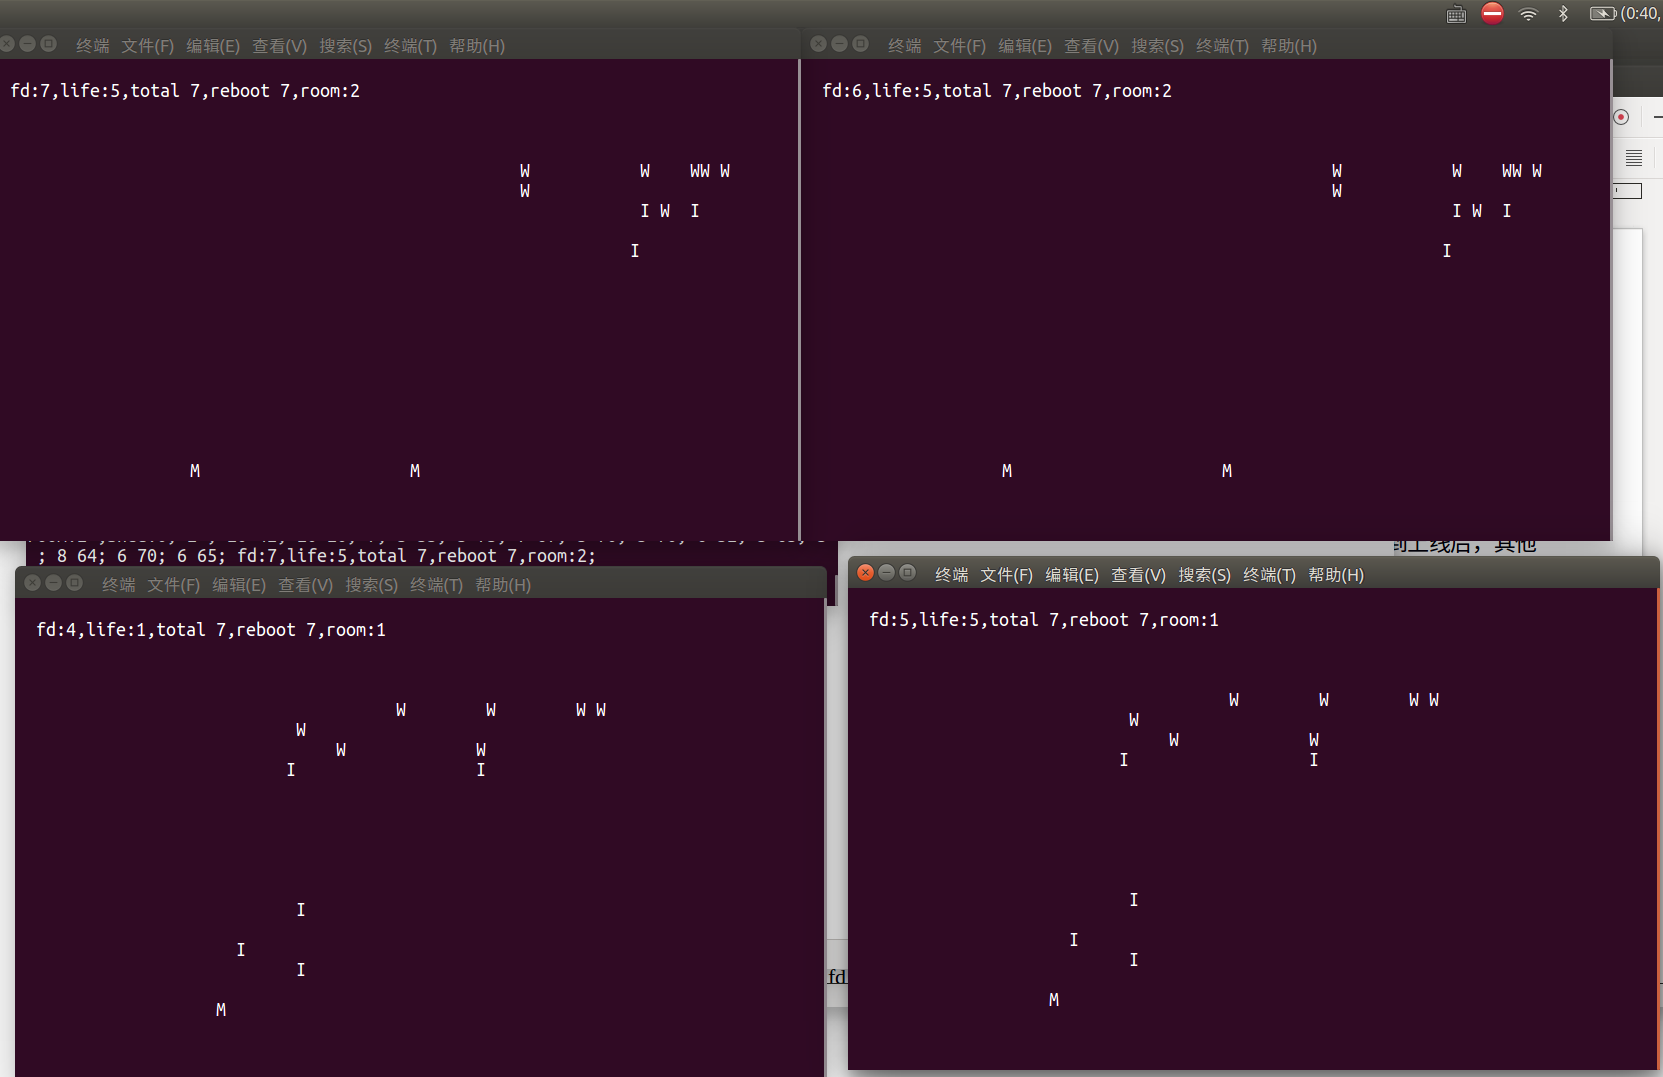 (0:40,
终端 文件(F) 编辑(E) 查看(V) 搜索(S) 终端(T) 帮助(H)
fd:7,life:5,total 7,reboot 7,room:2
W W WW W
W
I W I
I
M M
终端 文件(F) 编辑(E) 查看(V) 搜索(S) 终端(T) 帮助(H)
fd:6,life:5,total 7,reboot 7,room:2
W W WW W
W
I W I
I
M M
; 8 64; 6 70; 6 65; fd:7,life:5,total 7,reboot 7,room:2;
到上线后，其他
终端 文件(F) 编辑(E) 查看(V) 搜索(S) 终端(T) 帮助(H)
fd:4,life:1,total 7,reboot 7,room:1
W W W W
W
W W
I I
I
I
I
M
fd
终端 文件(F) 编辑(E) 查看(V) 搜索(S) 终端(T) 帮助(H)
fd:5,life:5,total 7,reboot 7,room:1
W W W W
W
W W
I I
I
I
I
M